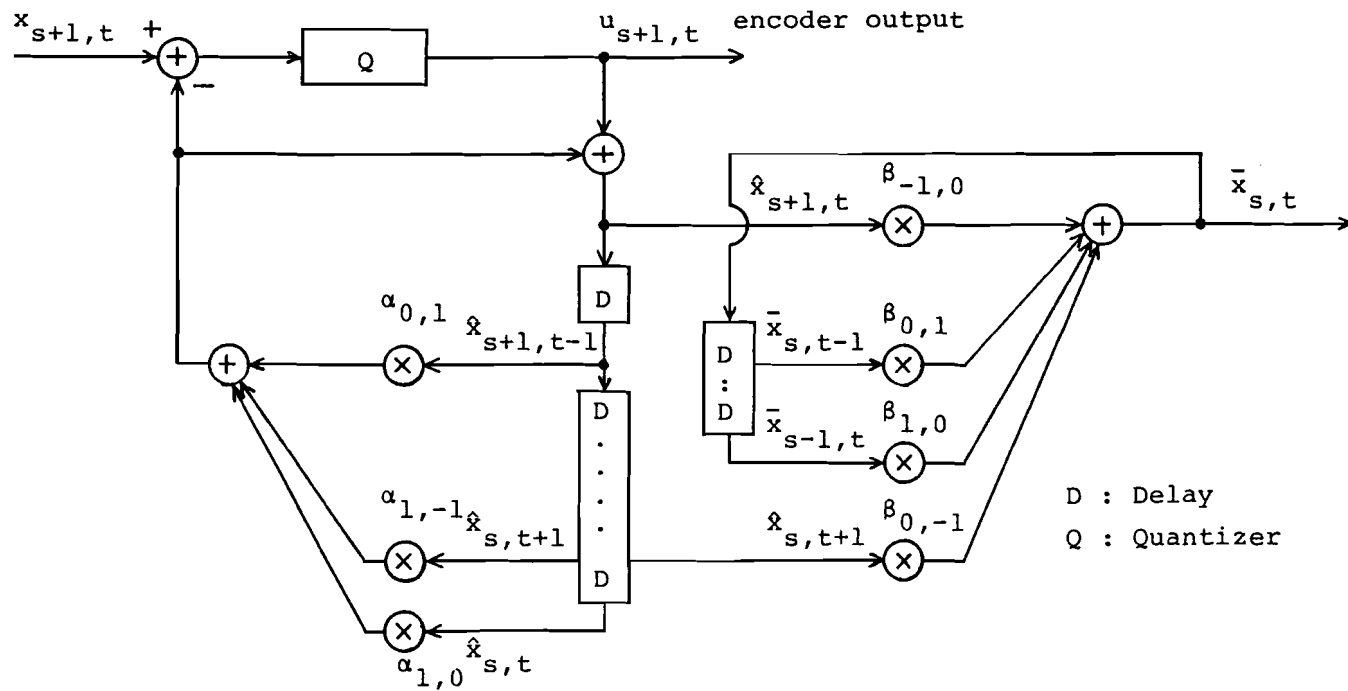 x_{s+1,t} + u_{s+1,t} encoder output
+ Q
−
+
x̂_{s+1,t} β_{-1,0} x̄_{s,t}
× +
D
α_{0,1} x̂_{s+1,t-1} x̄_{s,t-1} β_{0,1}
+ × D : D ×
x̄_{s-1,t} β_{1,0}
×
D . . . . D
α_{1,-1} x̂_{s,t+1} x̂_{s,t+1} β_{0,-1}
× ×
D : Delay
Q : Quantizer
×
α_{1,0} x̂_{s,t}